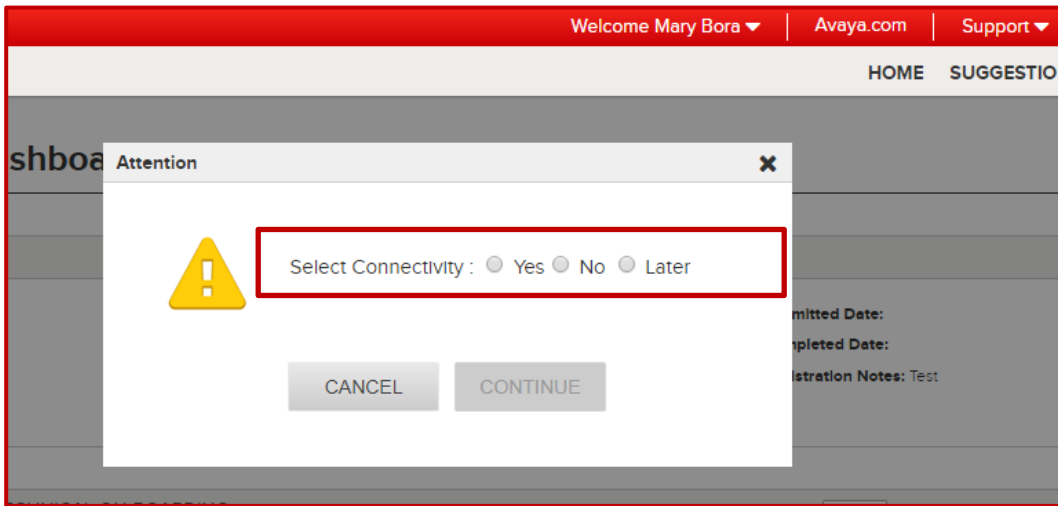 Welcome Mary Bora Avaya.com Support
HOME SUGGESTIO
shboa
Attention
Select Connectivity : Yes No Later
mitted Date:
pleted Date:
istration Notes: Test
CANCEL CONTINUE